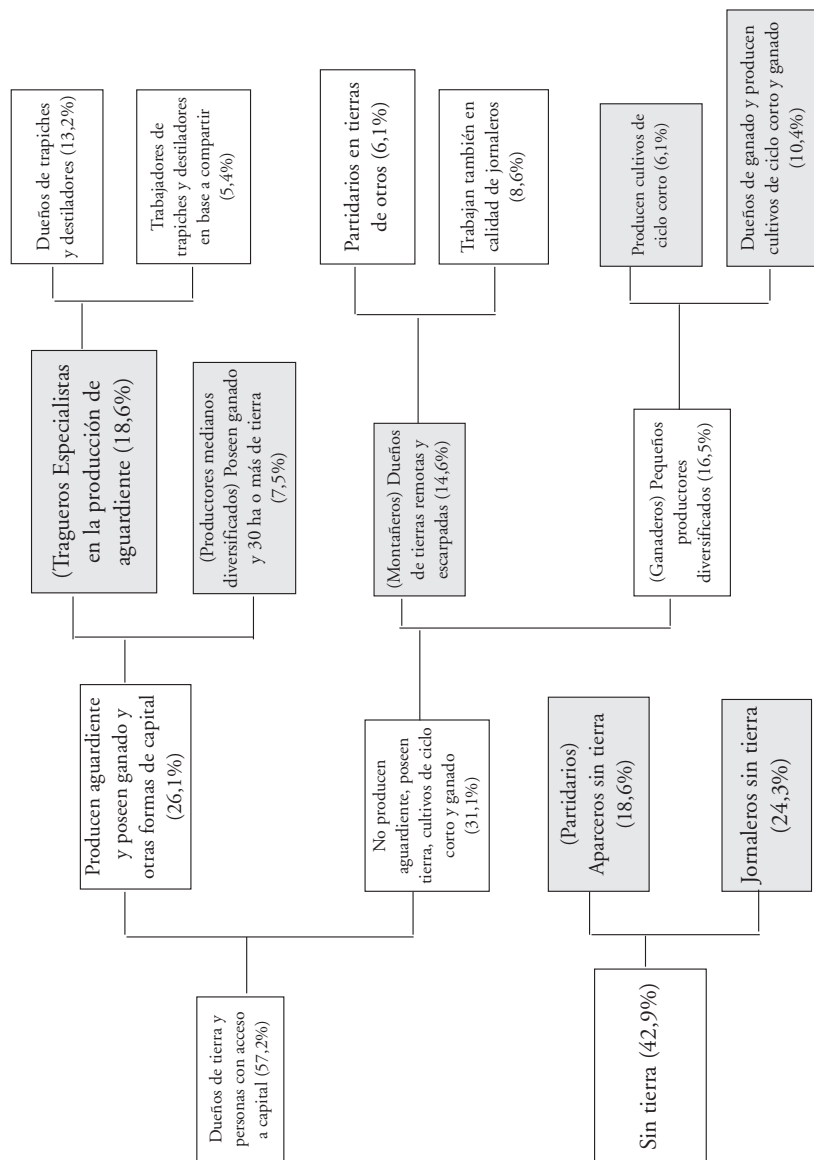 Dueños de tierra y
personas con acceso
a capital (57,2%)
Sin tierra (42,9%)
Producen aguardiente
y poseen ganado y
otras formas de capital
(26,1%)
No producen
aguardiente, poseen
tierra, cultivos de ciclo
corto y ganado
(31,1%)
(Partidarios)
Aparceros sin tierra
(18,6%)
Jornaleros sin tierra
(24,3%)
(Tragueros Especialistas
en la producción de
aguardiente (18,6%)
(Productores medianos
diversificados) Poseen ganado
y 30 ha o más de tierra
(7,5%)
(Montañeros) Dueños
de tierras remotas y
escarpadas (14,6%)
(Ganaderos) Pequeños
productores
diversificados (16,5%)
Dueños de trapiches
y destiladores (13,2%)
Trabajadores de
trapiches y destiladores
en base a compartir
(5,4%)
Partidarios en tierras
de otros (6,1%)
Trabajan también en
calidad de jornaleros
(8,6%)
Producen cultivos de
ciclo corto (6,1%)
Dueños de ganado y producen
cultivos de ciclo corto y ganado
(10,4%)